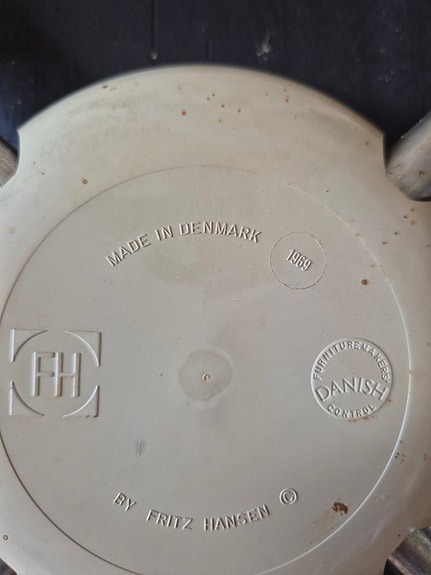 MADE IN DENMARK
1969
FH
FURNITUREMAKERS'
DANISH
CONTROL
BY FRITZ HANSEN ©